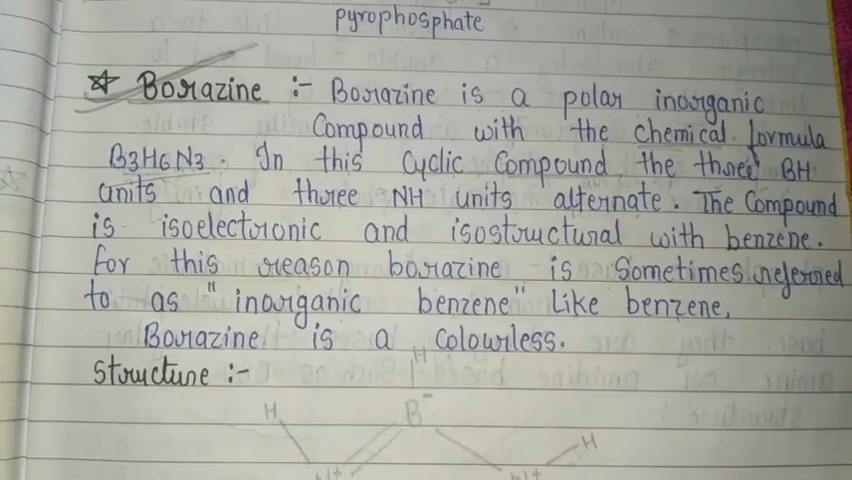 pyrophosphate
☆ Borazine :- Borazine is a polar inorganic
Compound with the chemical formula
B3H6N3. In this Cyclic Compound the three BH
units and three NH units alternate. The Compound
is isoelectronic and isostructural with benzene.
For this reason borazine is Sometimes referred
to as "inorganic benzene" Like benzene,
Borazine is a Colourless.
Structure :-
H
H B⁻
H
N+ N+